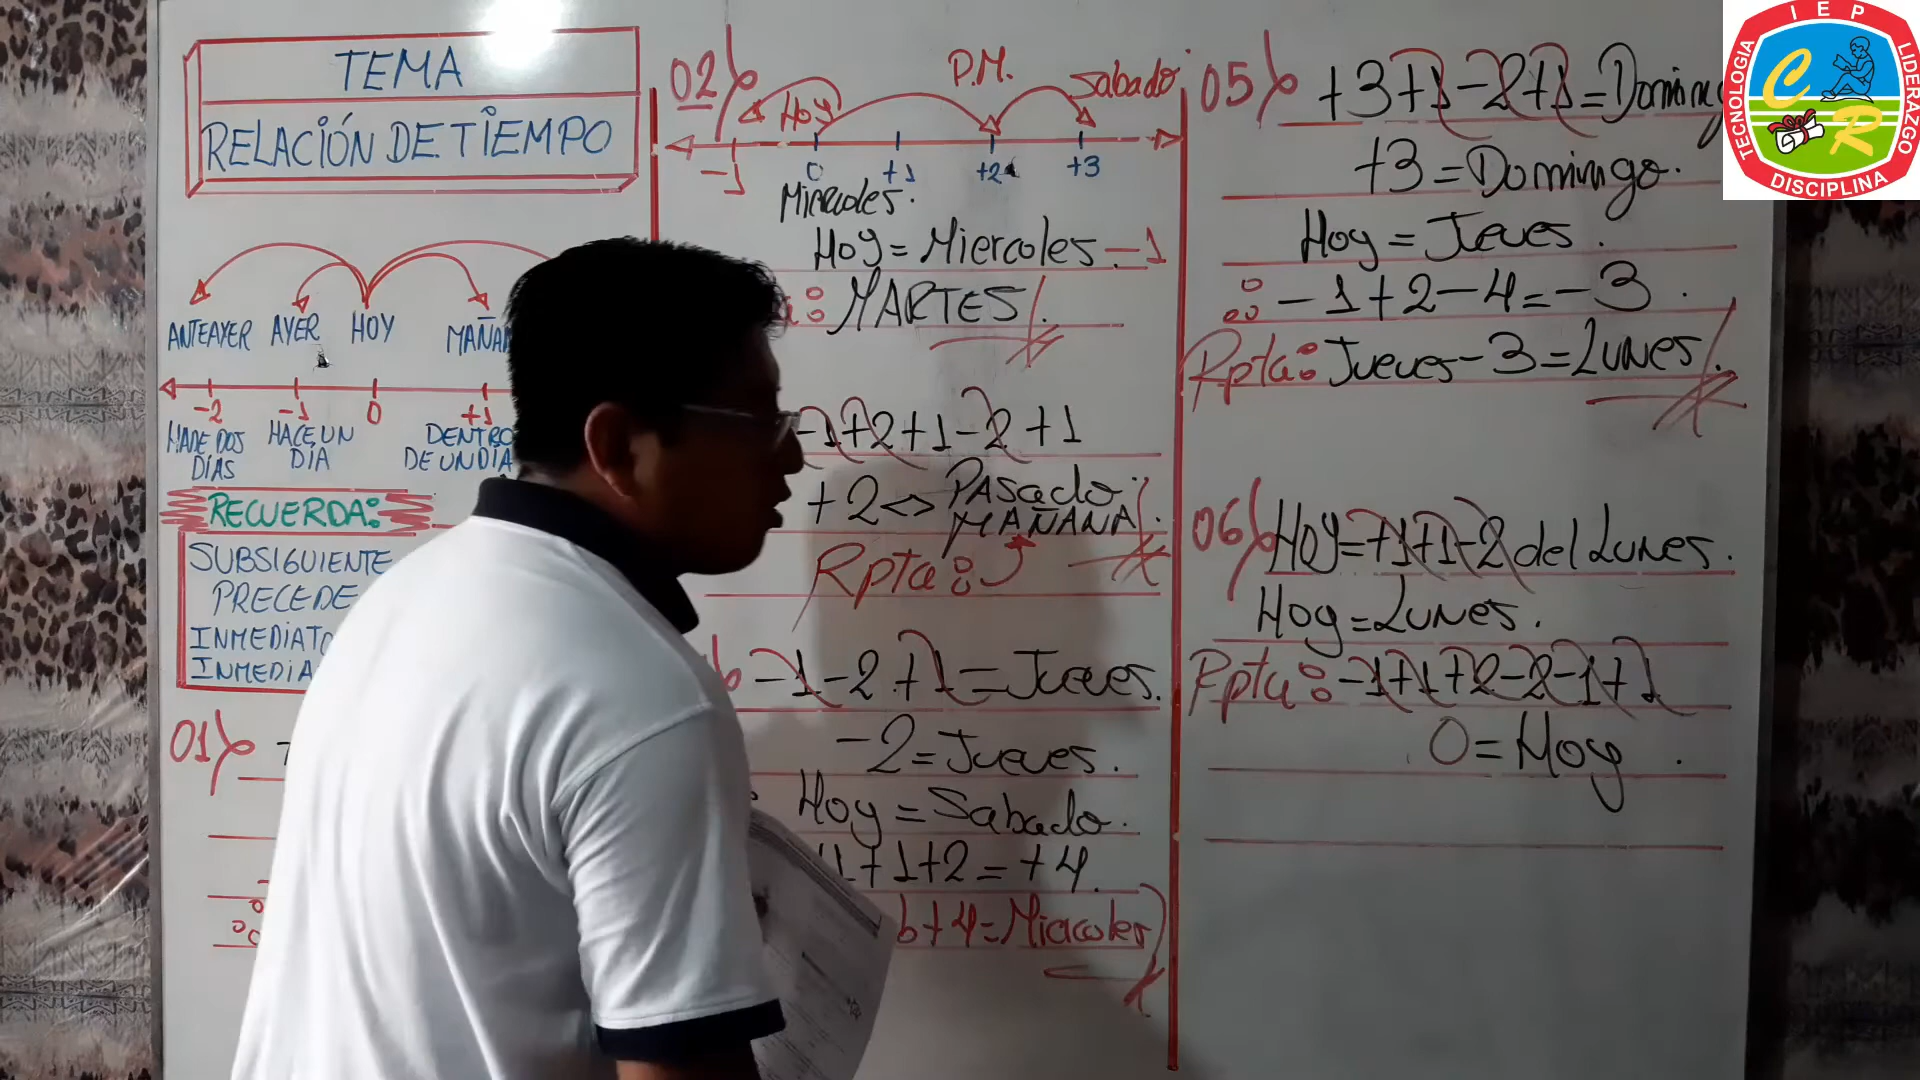 TEMA
RELACIÓN DE TIEMPO
ANTEAYER AYER HOY MAÑA
-2 -1 0 +1
HACE DOS DÍAS
HACE UN DÍA
DENTRO DE UN DÍA
RECUERDA:
SUBSIGUIENTE
PRECEDE
INMEDIATO
INMEDIA
01
02
Hoy
P.M.
Sabado
-1 0 +1 +2 +3
Miercoles.
Hoy = Miercoles - 1
MARTES
-1+2+1-2+1
+2 <> PASado MAÑANA.
Rpta:
-1-2+1=Jueves.
-2=Jueves.
Hoy = Sabado.
1+1+2=+4.
b+4=Miercoles
05
+3+1-2+1=Doming
+3=Domingo.
Hoy = Jueves.
-1+2-4=-3.
Rpta: Jueves-3=Lunes
06
Hoy=+1+1-2 del Lunes.
Hoy=Lunes.
Rpta: -1+1+2-2-1+1
0=Hoy.
IEP
TECNOLOGIA
LIDERAZGO
DISCIPLINA
CR